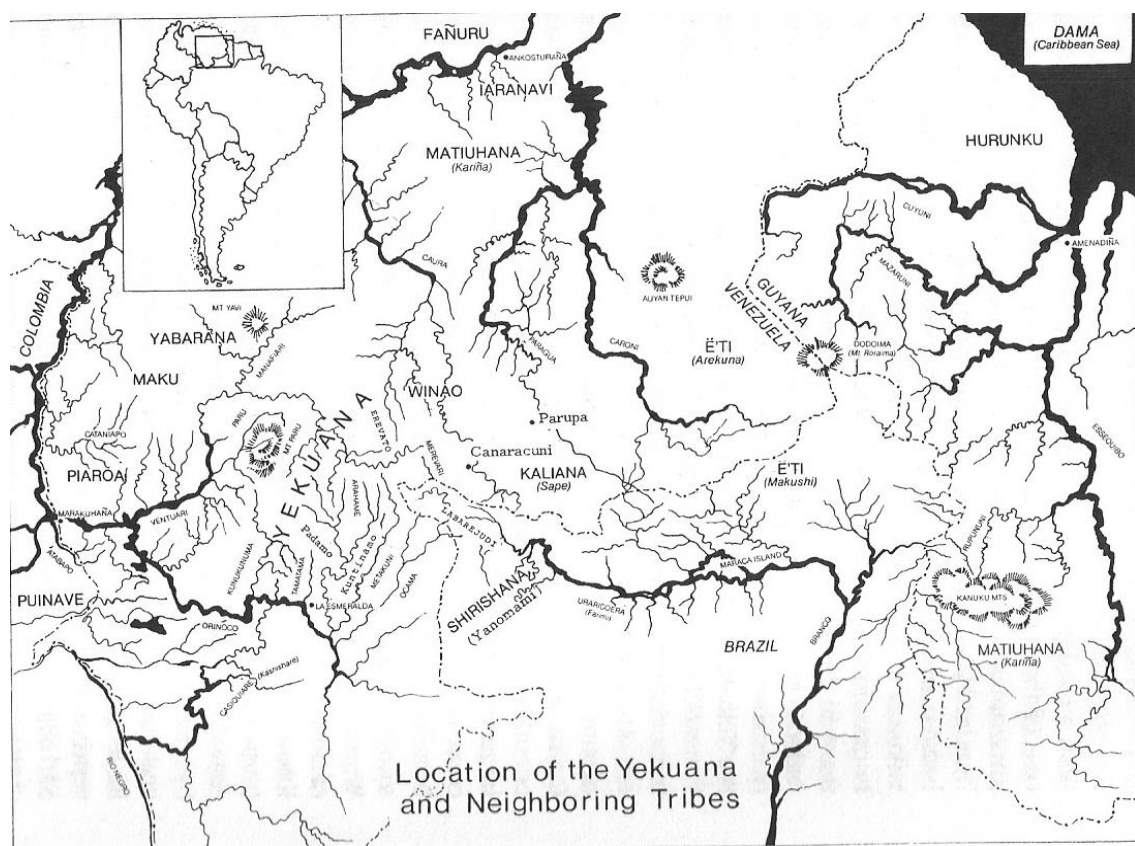 DAMA
(Caribbean Sea)
FAÑURU
ANKOSTURAÑA
IARANAVI
HURUNKU
MATIUHANA
(Kariña)
CUYUNI
AMENADIÑA
CAURA
MAZARUNI
COLOMBIA
AUYAN TEPUI
GUYANA
VENEZUELA
MT. YAVI
YABARANA
MANAPIARI
PARAGUA
CARONI
Ë'TI
(Arekuna)
DODOIMA
(Mt. Roraima)
MAKU
WINAO
ESSEQUIBO
PARU
MT. PARU
YEKUANA
EREVATO
Parupa
CATANIAPO
MEREVARI
Canaracuni
PIAROA
KALIANA
(Sape)
Ë'TI
(Makushi)
MARAKUHAÑA
VENTUARI
ARAHAME
Padamo
LABAREJUDI
RUPUNUNI
ATABAPO
KUNUKUNUMA
TAMATAMA
Kuntinamo
METAKUNI
OCAMA
MARACA ISLAND
PUINAVE
LA ESMERALDA
SHIRISHANA
(Yanomami)
URARICOERA
KANUKU MTS
ORINOCO
BRAZIL
BRANCO
MATIUHANA
(Kariña)
CASIQUIARE (Kashishare)
RIO NEGRO
Location of the Yekuana
and Neighboring Tribes